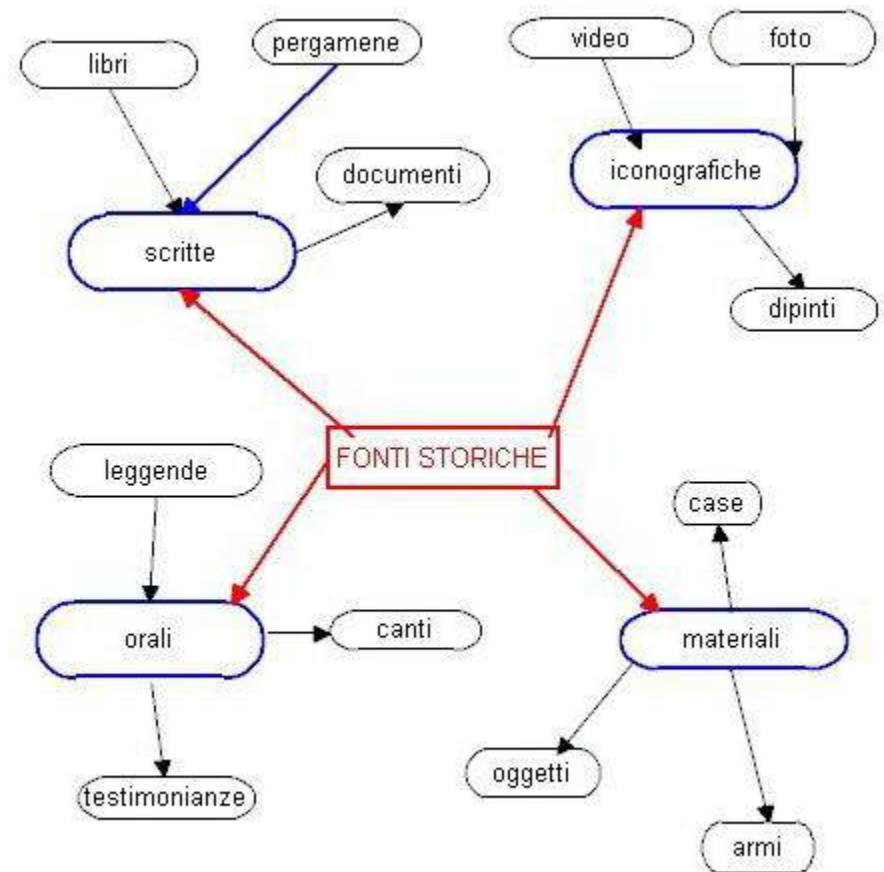 pergamene
video
foto
libri
documenti
iconografiche
scritte
dipinti
FONTI STORICHE
leggende
case
orali
canti
materiali
oggetti
testimonianze
armi